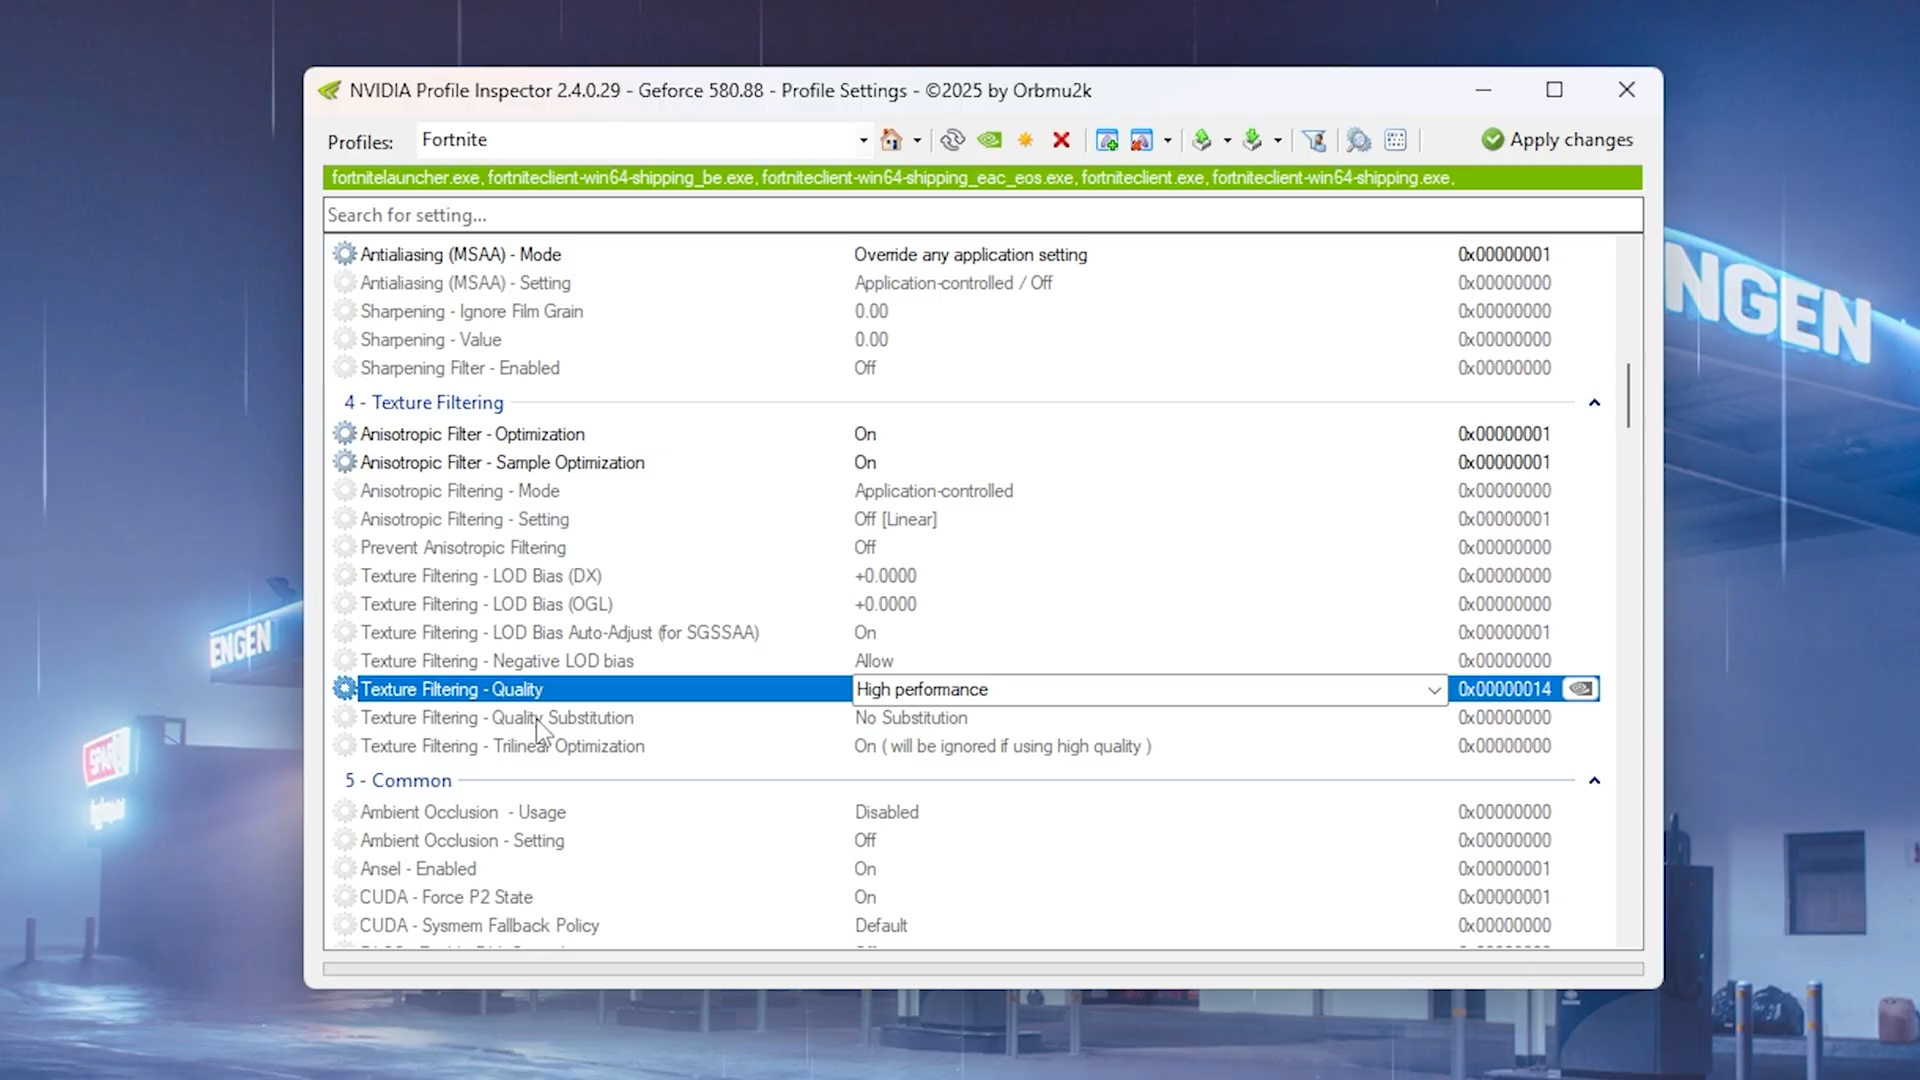 NVIDIA Profile Inspector 2.4.0.29 - Geforce 580.88 - Profile Settings - ©2025 by Orbmu2k
Profiles: Fortnite Apply changes
fortnitelauncher.exe, fortniteclient-win64-shipping_be.exe, fortniteclient-win64-shipping_eac_eos.exe, fortniteclient.exe, fortniteclient-win64-shipping.exe,
Search for setting...
Antialiasing (MSAA) - Mode Override any application setting 0x00000001
Antialiasing (MSAA) - Setting Application-controlled / Off 0x00000000
Sharpening - Ignore Film Grain 0.00 0x00000000
Sharpening - Value 0.00 0x00000000
Sharpening Filter - Enabled Off 0x00000000
4 - Texture Filtering
Anisotropic Filter - Optimization On 0x00000001
Anisotropic Filter - Sample Optimization On 0x00000001
Anisotropic Filtering - Mode Application-controlled 0x00000000
Anisotropic Filtering - Setting Off [Linear] 0x00000001
Prevent Anisotropic Filtering Off 0x00000000
Texture Filtering - LOD Bias (DX) +0.0000 0x00000000
Texture Filtering - LOD Bias (OGL) +0.0000 0x00000000
Texture Filtering - LOD Bias Auto-Adjust (for SGSSAA) On 0x00000001
Texture Filtering - Negative LOD bias Allow 0x00000000
Texture Filtering - Quality High performance 0x00000014
Texture Filtering - Quality Substitution No Substitution 0x00000000
Texture Filtering - Trilinear Optimization On ( will be ignored if using high quality ) 0x00000000
5 - Common
Ambient Occlusion - Usage Disabled 0x00000000
Ambient Occlusion - Setting Off 0x00000000
Ansel - Enabled On 0x00000001
CUDA - Force P2 State On 0x00000001
CUDA - Sysmem Fallback Policy Default 0x00000000
NGEN
ENGEN
SPAR